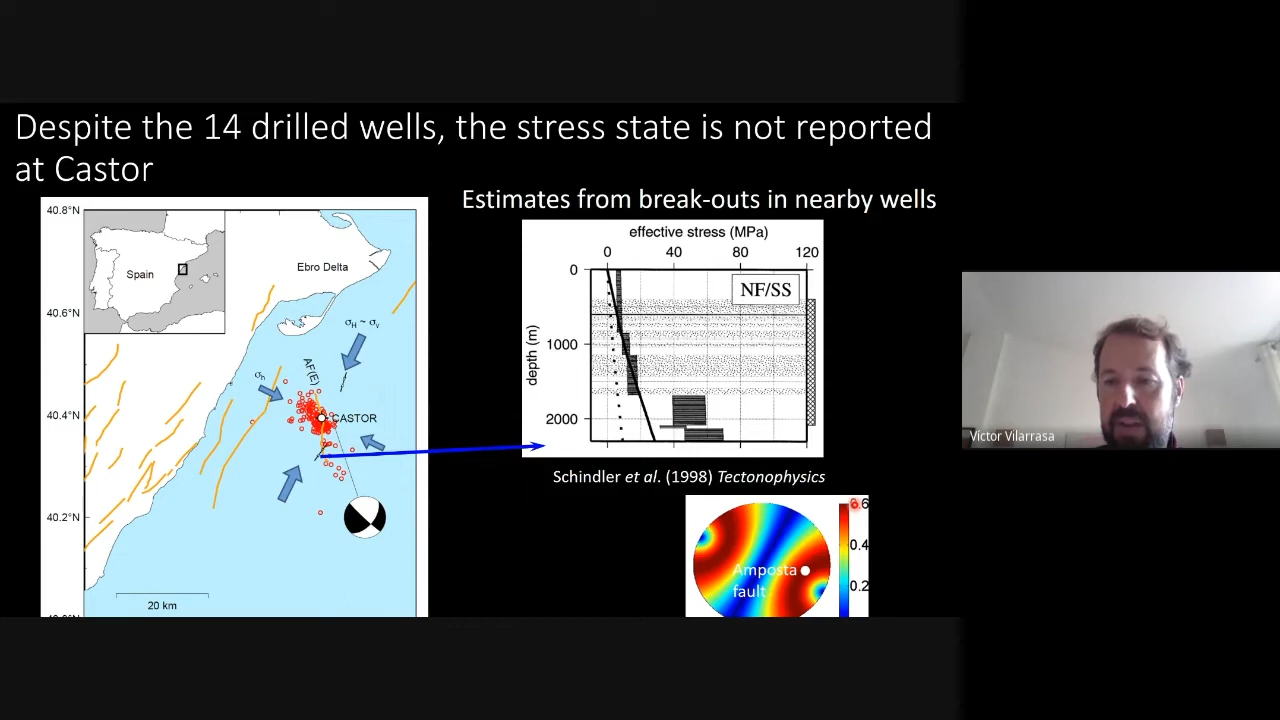 Despite the 14 drilled wells, the stress state is not reported
at Castor
Estimates from break-outs in nearby wells
40.8°N
40.6°N
40.4°N
40.2°N
Spain
Ebro Delta
σH ~ σv
AF(E)
σh
CASTOR
20 km
effective stress (MPa)
0 40 80 120
0
1000
2000
depth (m)
NF/SS
Schindler et al. (1998) Tectonophysics
Amposta
fault
0.6
0.4
0.2
Víctor Vilarrasa